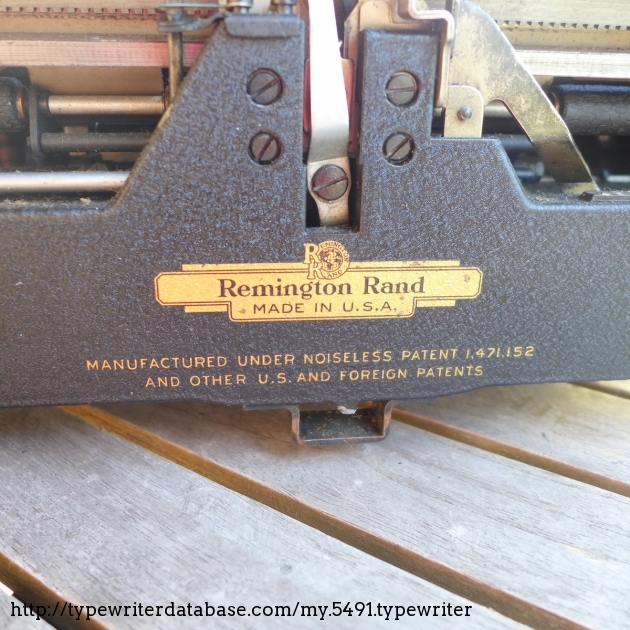 Remington Rand
MADE IN U.S.A.
MANUFACTURED UNDER NOISELESS PATENT 1,471,152
AND OTHER U.S. AND FOREIGN PATENTS
http://typewriterdatabase.com/my.5491.typewriter